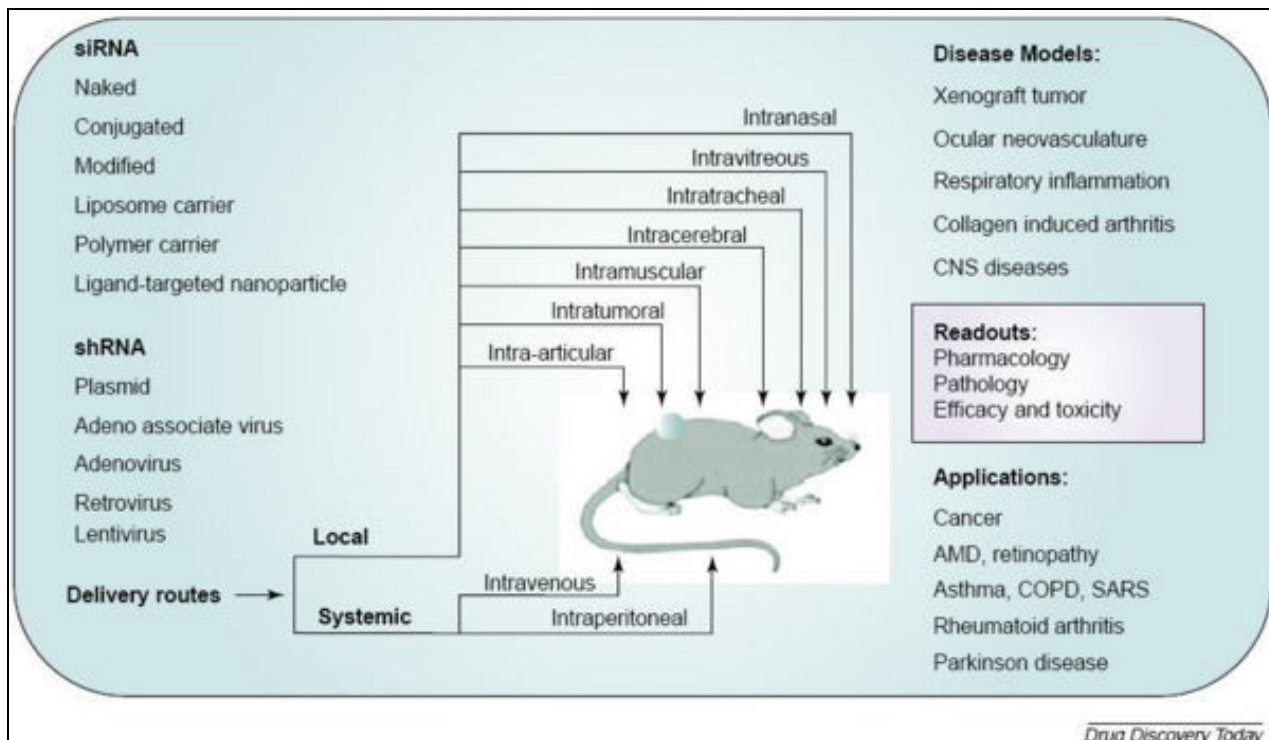 siRNA
Naked
Conjugated
Modified
Liposome carrier
Polymer carrier
Ligand-targeted nanoparticle
shRNA
Plasmid
Adeno associate virus
Adenovirus
Retrovirus
Lentivirus
Delivery routes
Local
Systemic
Intranasal
Intravitreous
Intratracheal
Intracerebral
Intramuscular
Intratumoral
Intra-articular
Intravenous
Intraperitoneal
Disease Models:
Xenograft tumor
Ocular neovasculature
Respiratory inflammation
Collagen induced arthritis
CNS diseases
Readouts:
Pharmacology
Pathology
Efficacy and toxicity
Applications:
Cancer
AMD, retinopathy
Asthma, COPD, SARS
Rheumatoid arthritis
Parkinson disease
Drug Discovery Today